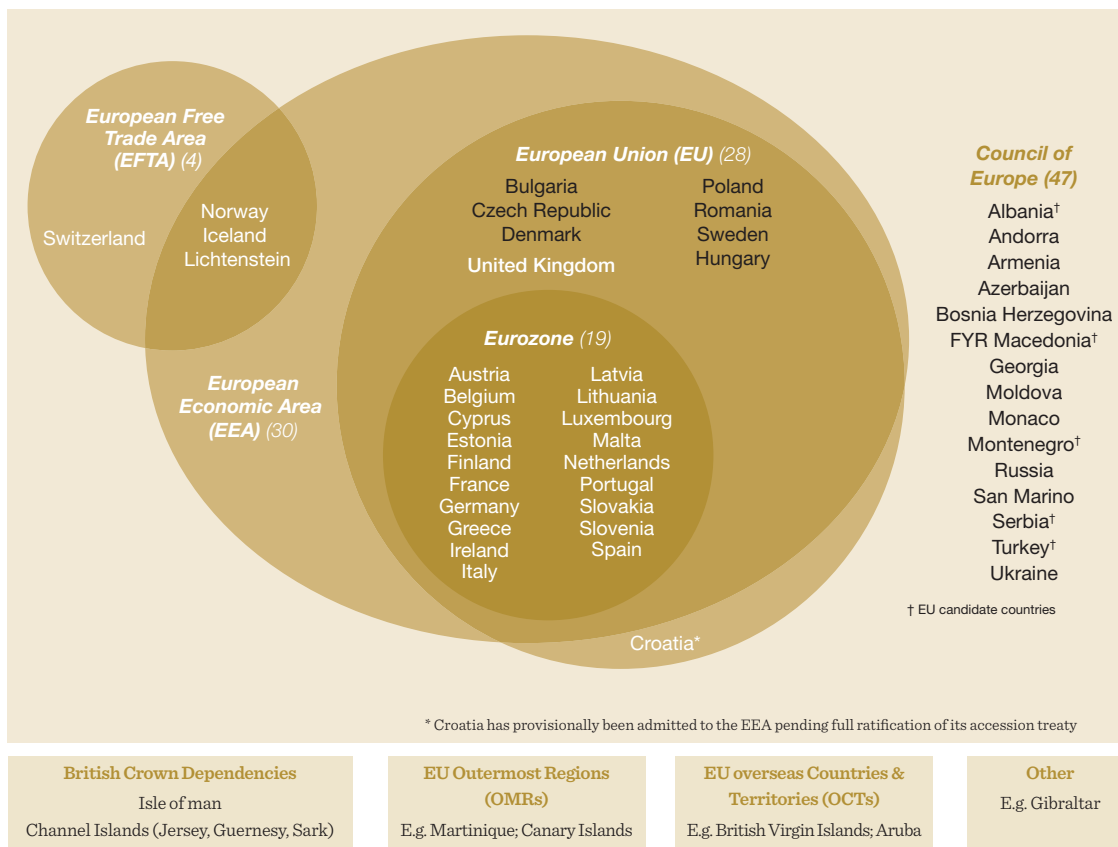 European Free
Trade Area
(EFTA) (4)
Switzerland
Norway
Iceland
Lichtenstein
European
Economic Area
(EEA) (30)
European Union (EU) (28)
Bulgaria
Czech Republic
Denmark
United Kingdom
Poland
Romania
Sweden
Hungary
Eurozone (19)
Austria
Belgium
Cyprus
Estonia
Finland
France
Germany
Greece
Ireland
Italy
Latvia
Lithuania
Luxembourg
Malta
Netherlands
Portugal
Slovakia
Slovenia
Spain
Croatia*
Council of
Europe (47)
Albania†
Andorra
Armenia
Azerbaijan
Bosnia Herzegovina
FYR Macedonia†
Georgia
Moldova
Monaco
Montenegro†
Russia
San Marino
Serbia†
Turkey†
Ukraine
† EU candidate countries
* Croatia has provisionally been admitted to the EEA pending full ratification of its accession treaty
British Crown Dependencies
Isle of man
Channel Islands (Jersey, Guernesy, Sark)
EU Outermost Regions
(OMRs)
E.g. Martinique; Canary Islands
EU overseas Countries &
Territories (OCTs)
E.g. British Virgin Islands; Aruba
Other
E.g. Gibraltar